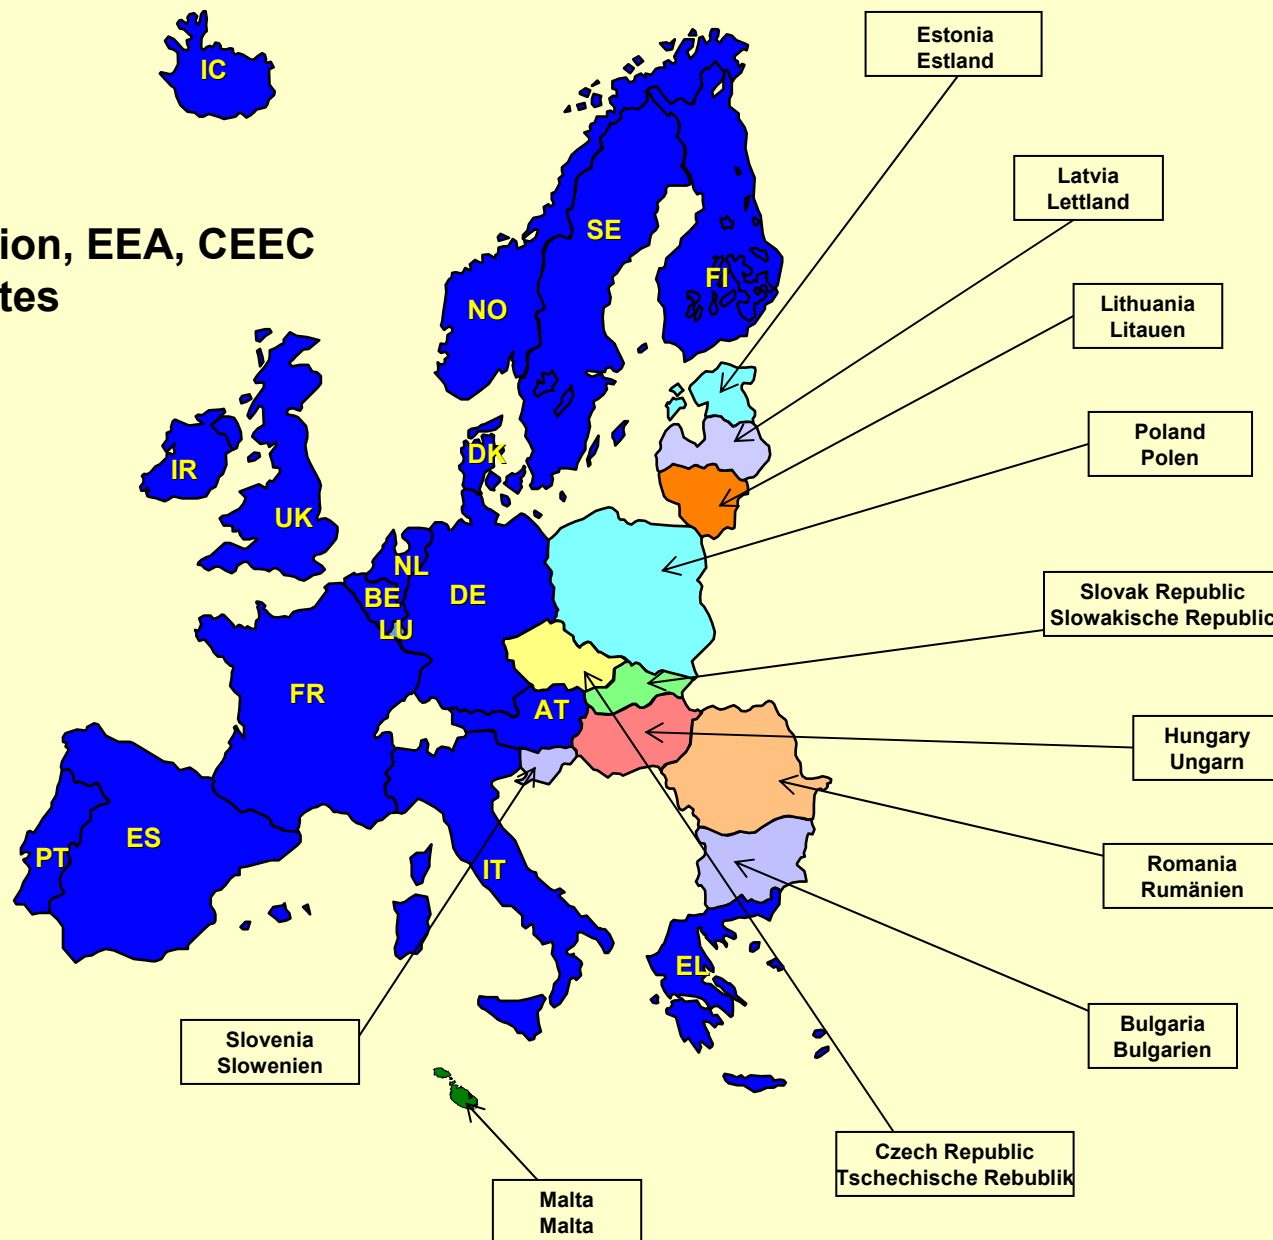 IC
Estonia
Estland
Latvia
Lettland
ion, EEA, CEEC
tes
SE
FI
NO
Lithuania
Litauen
DK
IR
UK
Poland
Polen
NL
BE
DE
LU
Slovak Republic
Slowakische Republic
FR
AT
Hungary
Ungarn
PT
ES
IT
Romania
Rumänien
EL
Slovenia
Slowenien
Bulgaria
Bulgarien
Czech Republic
Tschechische Rebublik
Malta
Malta